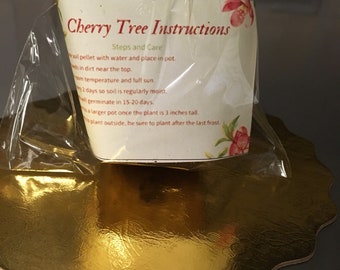 Cherry Tree Instructions
Steps and Care
soil pellet with water and place in pot.
in dirt near the top.
temperature and full sun.
2 days so soil is regularly moist.
will germinate in 15-20 days.
a larger pot once the plant is 3 inches tall.
plant outside, be sure to plant after the last frost.